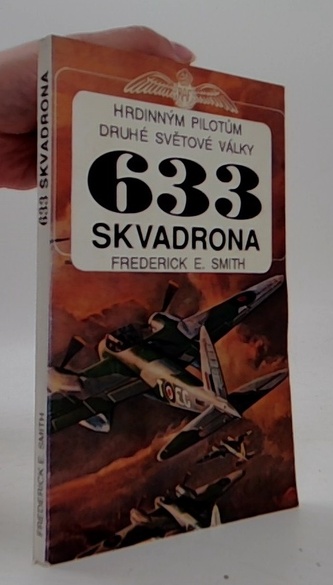 HRDINNÝM PILOTŮM
DRUHÉ SVĚTOVÉ VÁLKY
633
SKVADRONA
FREDERICK E. SMITH
633 SKVADRONA
FREDERICK E. SMITH